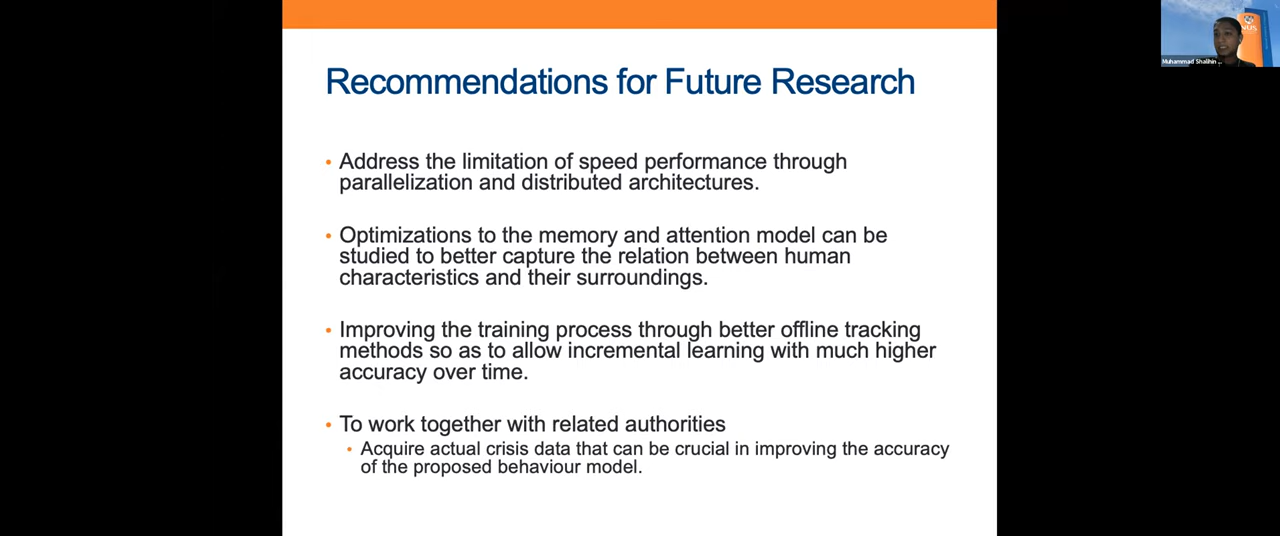 Recommendations for Future Research
• Address the limitation of speed performance through
parallelization and distributed architectures.
• Optimizations to the memory and attention model can be
studied to better capture the relation between human
characteristics and their surroundings.
• Improving the training process through better offline tracking
methods so as to allow incremental learning with much higher
accuracy over time.
• To work together with related authorities
• Acquire actual crisis data that can be crucial in improving the accuracy
of the proposed behaviour model.
Muhammad Shalihin